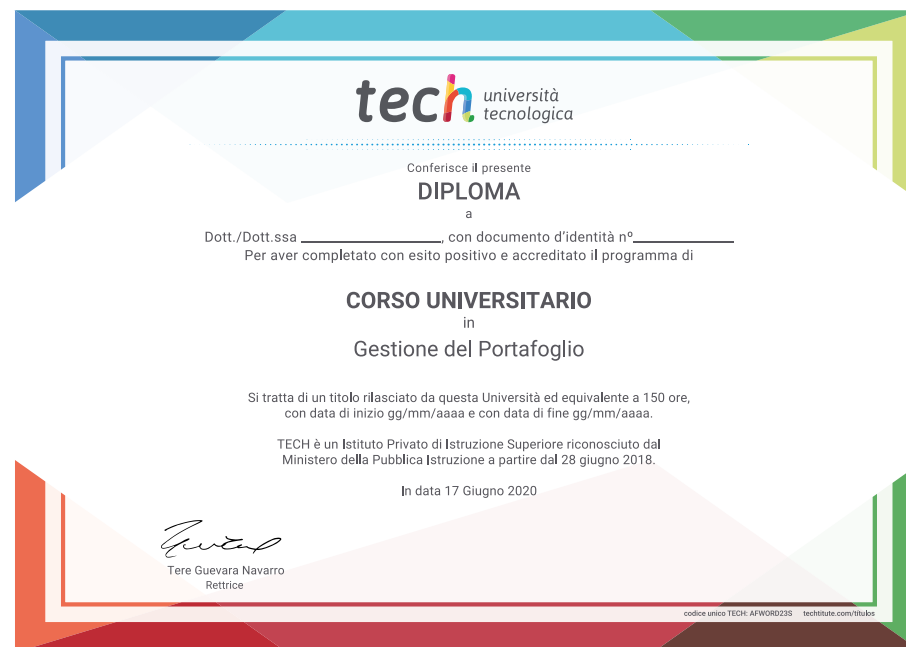 tech università
tecnologica
Conferisce il presente
DIPLOMA
a
Dott./Dott.ssa ____________________, con documento d'identità nº______________
Per aver completato con esito positivo e accreditato il programma di
CORSO UNIVERSITARIO
in
Gestione del Portafoglio
Si tratta di un titolo rilasciato da questa Università ed equivalente a 150 ore,
con data di inizio gg/mm/aaaa e con data di fine gg/mm/aaaa.
TECH è un Istituto Privato di Istruzione Superiore riconosciuto dal
Ministero della Pubblica Istruzione a partire dal 28 giugno 2018.
In data 17 Giugno 2020
Tere Guevara Navarro
Rettrice
codice unico TECH: AFWORD23S techtitute.com/titulos